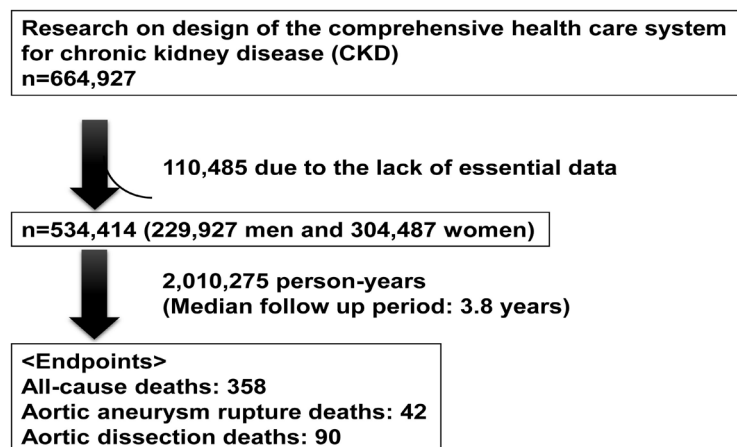 Research on design of the comprehensive health care system
for chronic kidney disease (CKD)
n=664,927
110,485 due to the lack of essential data
n=534,414 (229,927 men and 304,487 women)
2,010,275 person-years
(Median follow up period: 3.8 years)
<Endpoints>
All-cause deaths: 358
Aortic aneurysm rupture deaths: 42
Aortic dissection deaths: 90